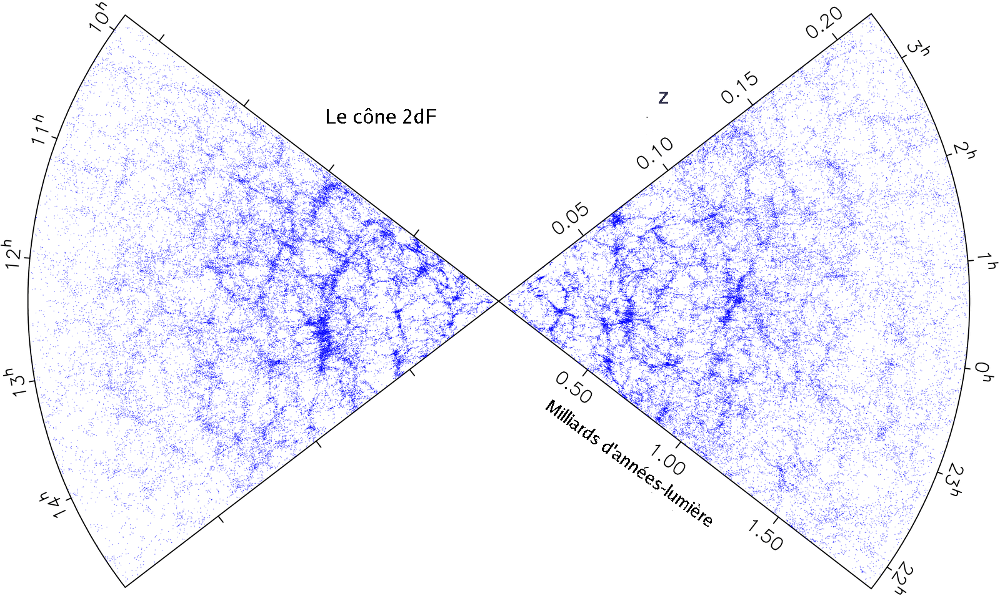 Le cône 2dF
z
10h
11h
12h
13h
14h
0.05
0.10
0.15
0.20
3h
2h
1h
0h
23h
22h
0.50
1.00
1.50
Milliards d'années-lumière